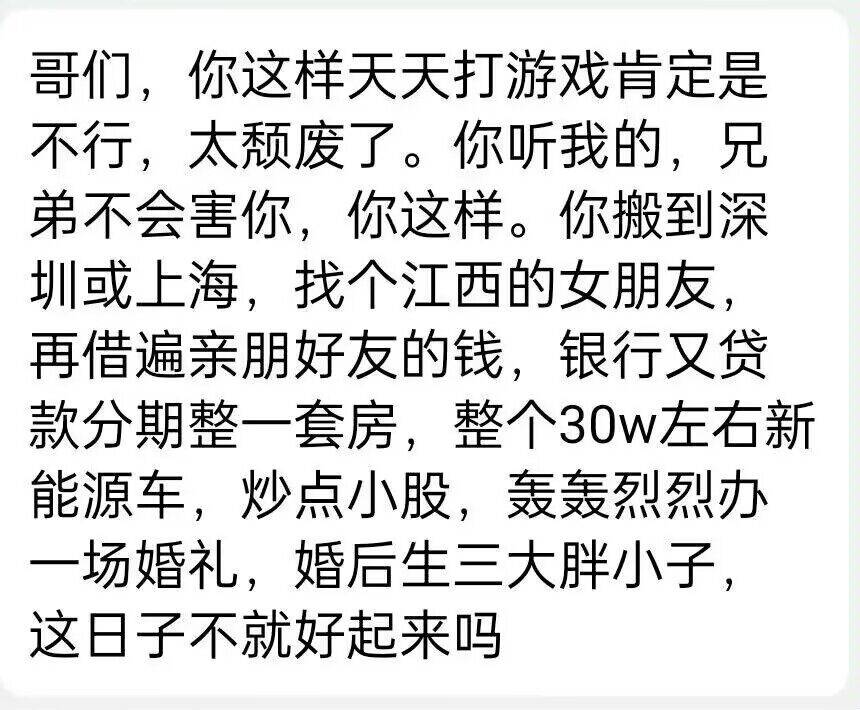 哥们，你这样天天打游戏肯定是
不行，太颓废了。你听我的，兄
弟不会害你，你这样。你搬到深
圳或上海，找个江西的女朋友，
再借遍亲朋好友的钱，银行又贷
款分期整一套房，整个30w左右新
能源车，炒点小股，轰轰烈烈办
一场婚礼，婚后生三大胖小子，
这日子不就好起来吗